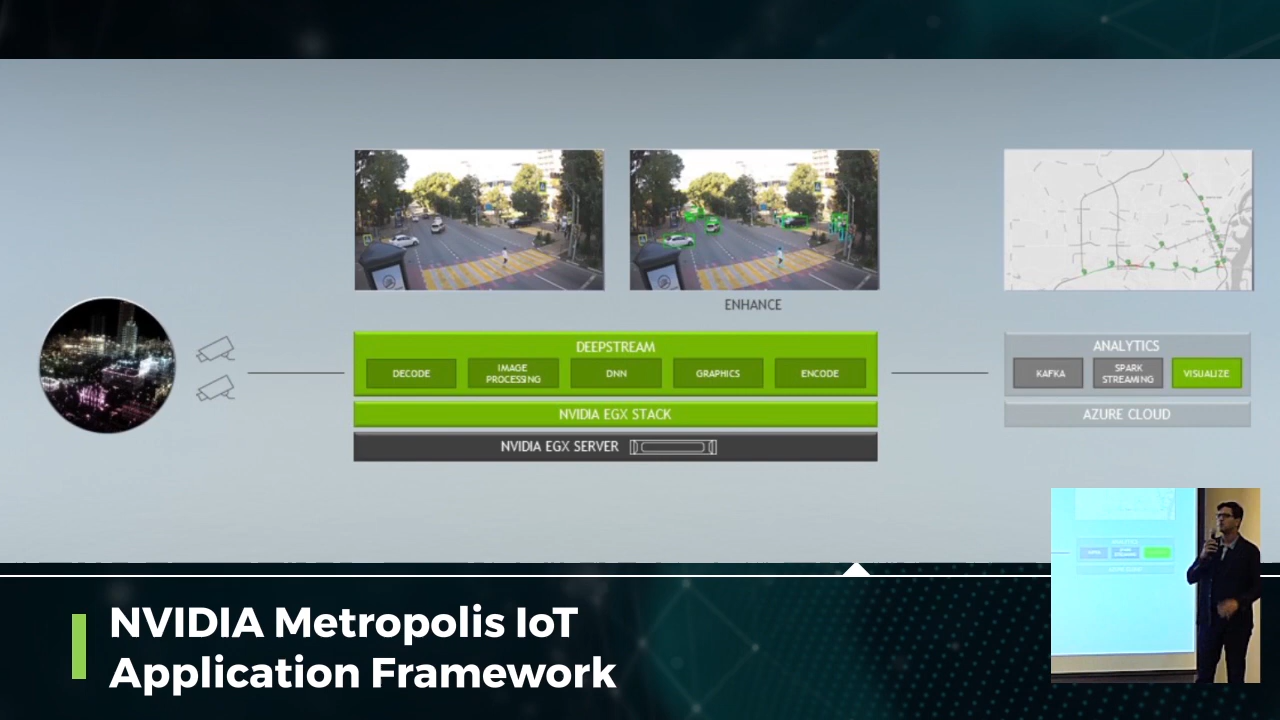 ENHANCE
DEEPSTREAM
DECODE
IMAGE
PROCESSING
DNN
GRAPHICS
ENCODE
NVIDIA EGX STACK
NVIDIA EGX SERVER
ANALYTICS
KAFKA
SPARK
STREAMING
VISUALIZE
AZURE CLOUD
ANALYTICS
NVIDIA Metropolis IoT
Application Framework